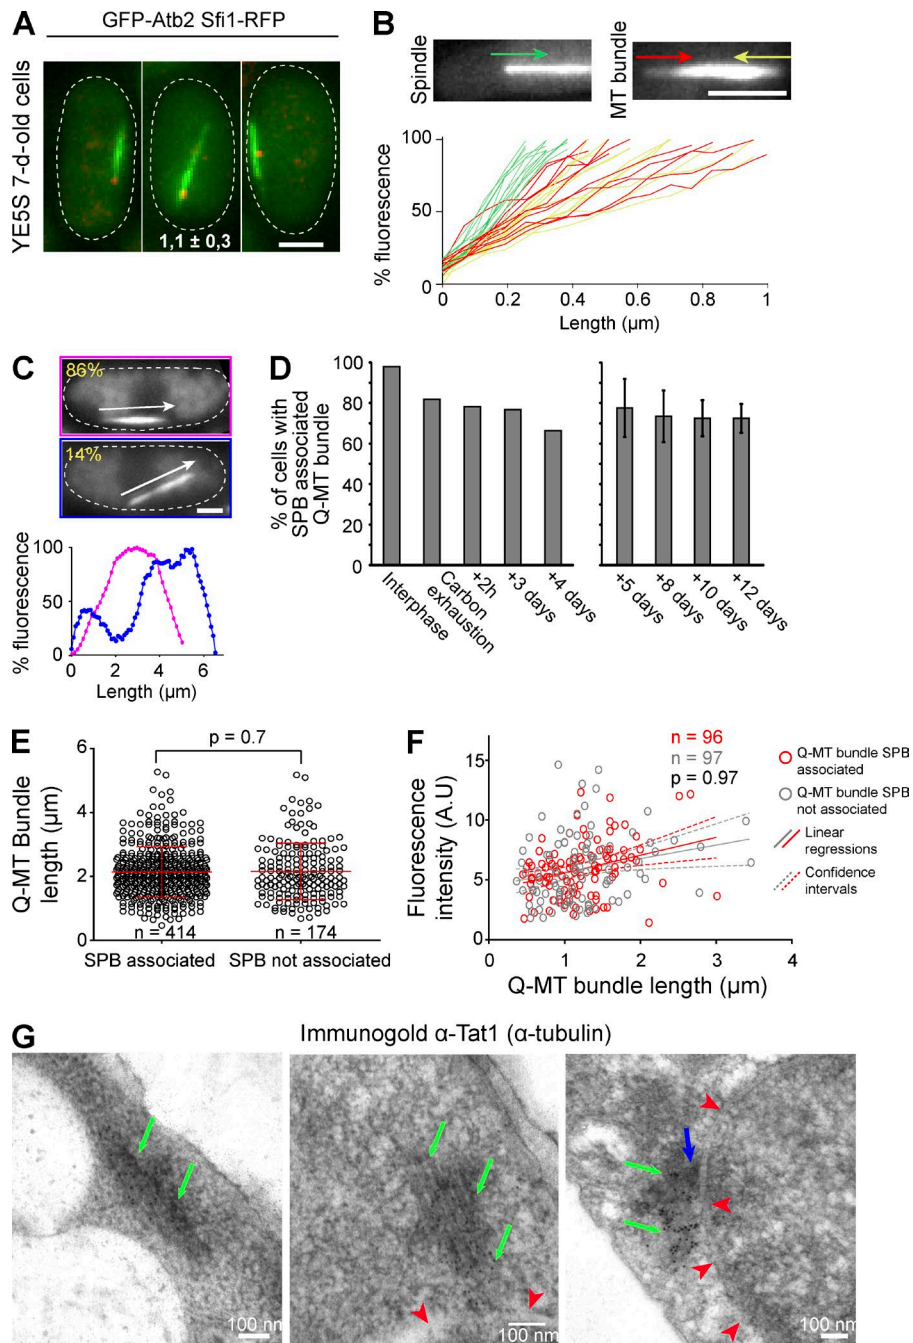 A
GFP-Atb2 Sfi1-RFP
YE5S 7-d-old cells
1,1 ± 0,3
B
Spindle
MT bundle
% fluorescence
100
50
0
0
0.2
0.4
0.6
0.8
1
Length (µm)
C
86%
14%
% fluorescence
100
50
0
0
2
4
6
Length (µm)
D
% of cells with
SPB associated
Q-MT bundle
100
80
60
40
20
0
Interphase
Carbon
exhaustion
+2h
+3 days
+4 days
+5 days
+8 days
+10 days
+12 days
E
Q-MT Bundle
length (µm)
p = 0.7
6
4
2
0
n = 414
n = 174
SPB associated
SPB not associated
F
Fluorescence
intensity (A.U)
15
10
5
0
0
1
2
3
4
Q-MT bundle length (µm)
n = 96
n = 97
p = 0.97
Q-MT bundle SPB
associated
Q-MT bundle SPB
not associated
Linear
regressions
Confidence
intervals
G
Immunogold α-Tat1 (α-tubulin)
100 nm
100 nm
100 nm